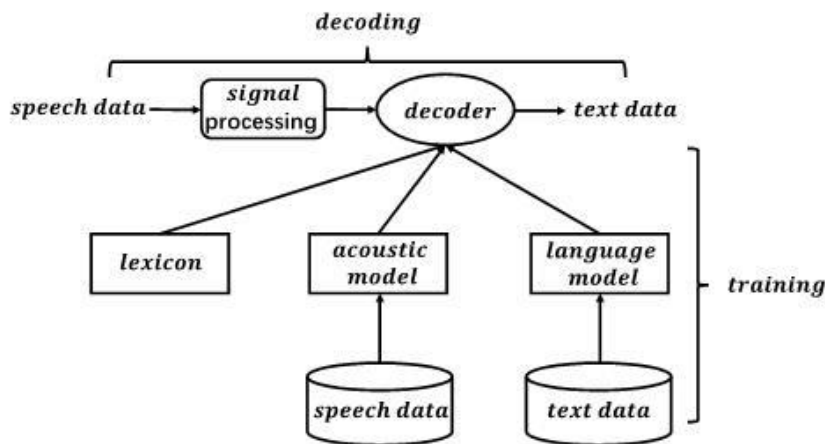 decoding
speech data
signal
processing
decoder
text data
lexicon
acoustic
model
language
model
training
speech data
text data